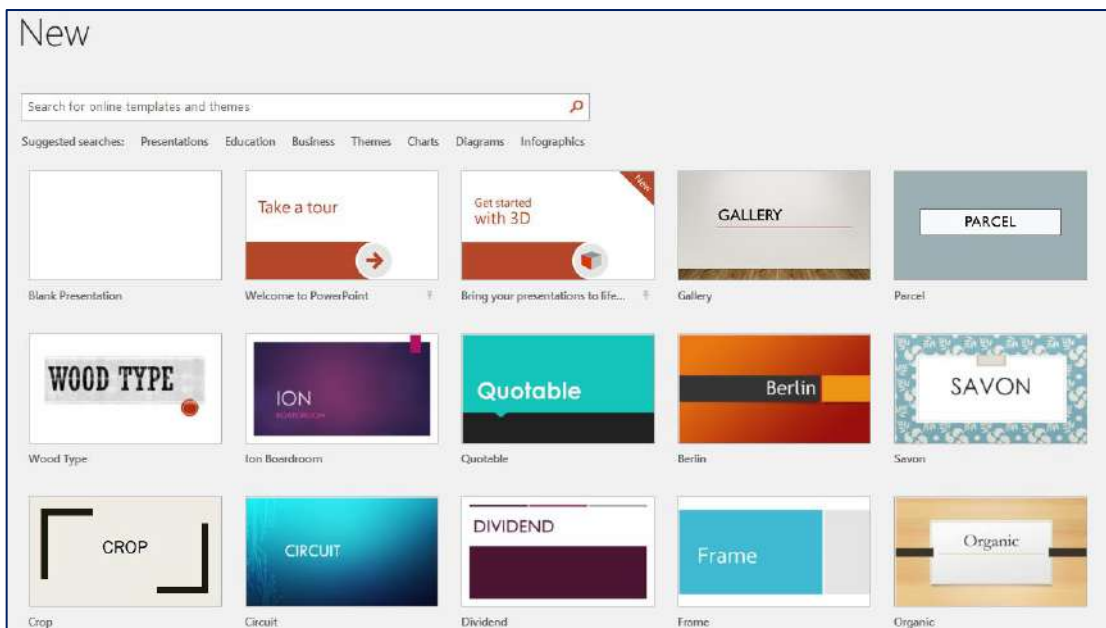 New
Search for online templates and themes
Suggested searches: Presentations Education Business Themes Charts Diagrams Infographics
Take a tour
New
Get started
with 3D
GALLERY
PARCEL
Blank Presentation
Welcome to PowerPoint
Bring your presentations to life...
Gallery
Parcel
WOOD TYPE
ION
BOARDROOM
Quotable
Berlin
SAVON
Wood Type
Ion Boardroom
Quotable
Berlin
Savon
CROP
CIRCUIT
DIVIDEND
Frame
Organic
Crop
Circuit
Dividend
Frame
Organic